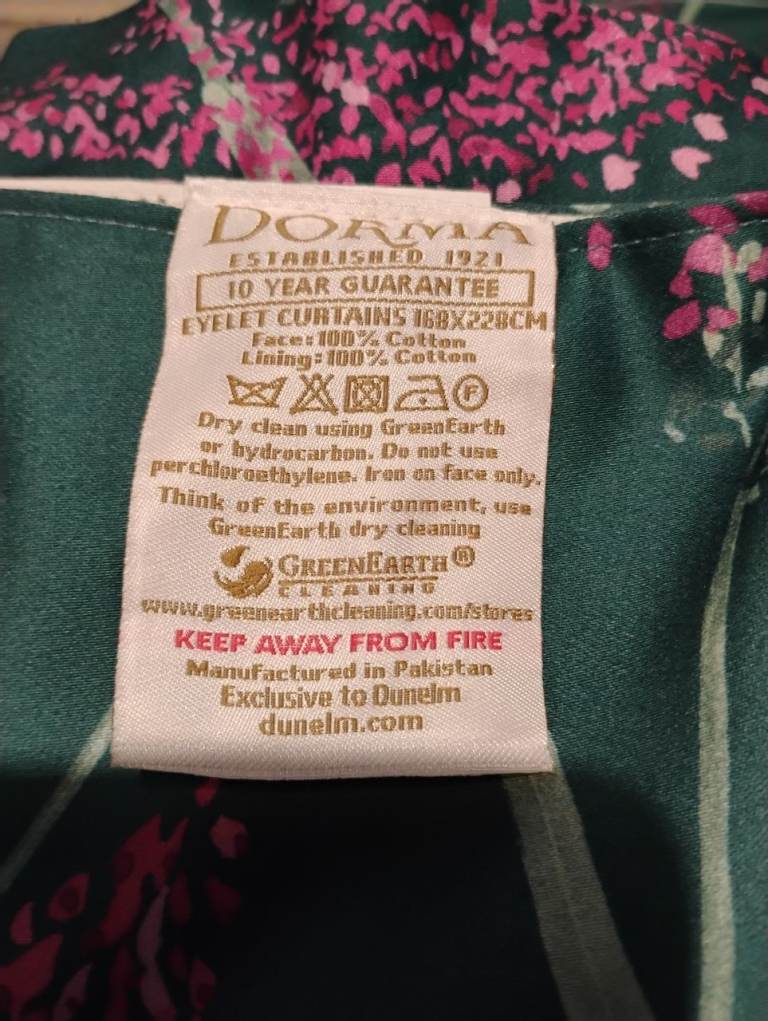 DORMA
ESTABLISHED 1921
10 YEAR GUARANTEE
EYELET CURTAINS 168X228CM
Face:100% Cotton
Lining:100% Cotton
F
Dry clean using GreenEarth
or hydrocarbon. Do not use
perchloroethylene. Iron on face only.
Think of the environment, use
GreenEarth dry cleaning
GREENEARTH®
CLEANING
www.greenearthcleaning.com/stores
KEEP AWAY FROM FIRE
Manufactured in Pakistan
Exclusive to Dunelm
dunelm.com